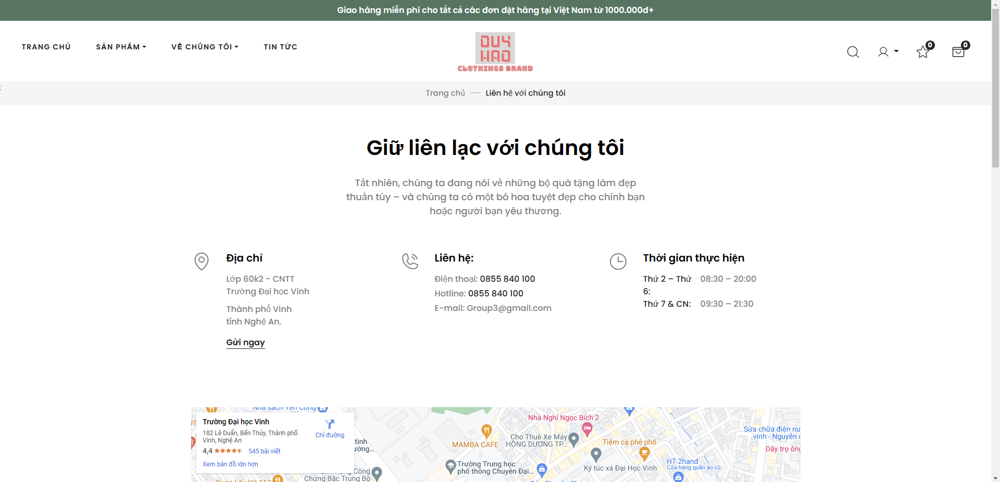 Giao hàng miễn phí cho tất cả các đơn đặt hàng tại Việt Nam từ 1000.000đ+
TRANG CHỦ
SẢN PHẨM
VỀ CHÚNG TÔI
TIN TỨC
DUY
HAO
CLOTHINGS BRAND
0
0
;
Trang chủ
Liên hệ với chúng tôi
Giữ liên lạc với chúng tôi
Tất nhiên, chúng ta đang nói về những bộ quà tặng làm đẹp
thuần túy – và chúng ta có một bó hoa tuyệt đẹp cho chính bạn
hoặc người bạn yêu thương.
Địa chỉ
Lớp 60k2 - CNTT
Trường Đại học Vinh
Thành phố Vinh
tỉnh Nghệ An.
Gửi ngay
Liên hệ:
Điện thoại: 0855 840 100
Hotline: 0855 840 100
E-mail: Group3@gmail.com
Thời gian thực hiện
Thứ 2 – Thứ 6: 08:30 – 20:00
Thứ 7 & CN: 09:30 – 21:30
Trường Đại học Vinh
182 Lê Duẩn, Bến Thủy, Thành phố
Vinh, Nghệ An
4,4
545 bài viết
Xem bản đồ lớn hơn
Chỉ đường
Nhà sách Yên Công
tỉnh
ường...
Công
Chứng Bắc Trung Bộ
Quán Lẩu Vịt 117
MAMBA CAFE
Nhà Nghỉ Ngọc Bích 2
Cho Thuê Xe Máy
HỒNG DƯƠNG TP...
Tiệm cà phê phố
Trường Trung học
phổ thông Chuyên Đại...
Ký túc xá Đại Học Vinh
HT 2hand
Cửa hàng quần áo cũ
Sửa chữa điện nư
vinh - Nguyễn
Dãy trọ ông